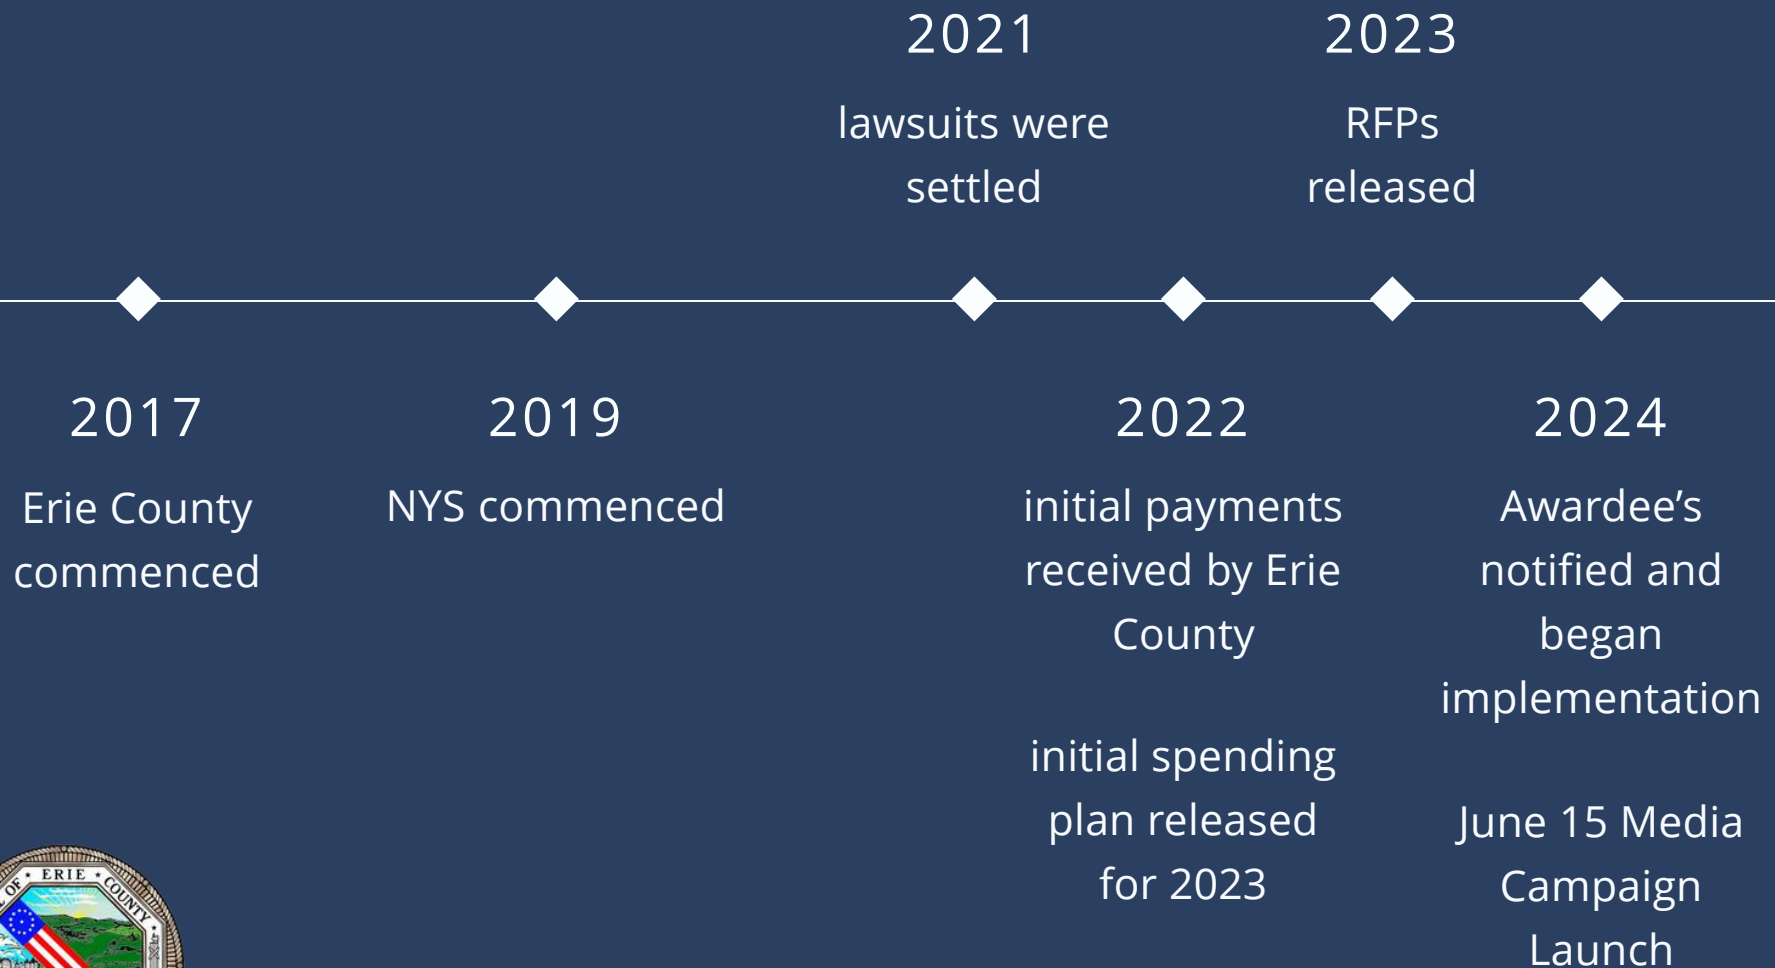 2021
lawsuits were
settled
2023
RFPs
released
2017
Erie County
commenced
2019
NYS commenced
2022
initial payments
received by Erie
County
initial spending
plan released
for 2023
2024
Awardee’s
notified and
began
implementation
June 15 Media
Campaign
Launch
OF • ERIE • COUNTY •